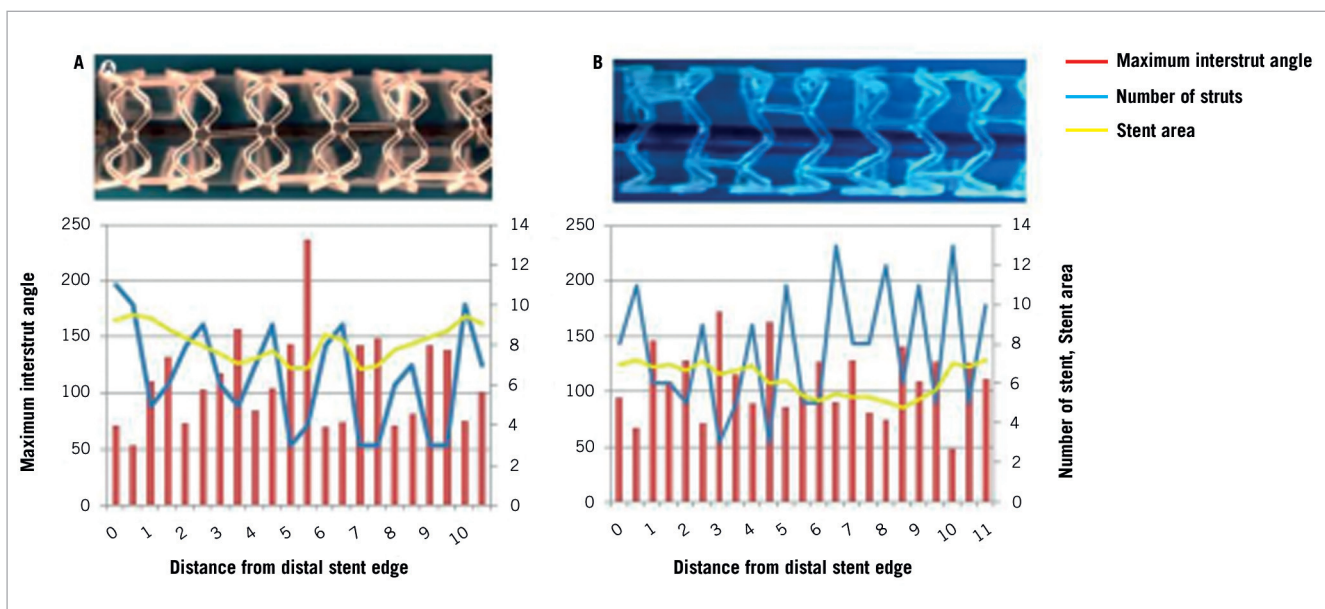 A
A
B
Maximum interstrut angle
Number of struts
Stent area
Maximum interstrut angle
250
200
150
100
50
0
14
12
10
8
6
4
2
0
0 1 2 3 4 5 6 7 8 9 10
Distance from distal stent edge
250
200
150
100
50
0
14
12
10
8
6
4
2
0
Number of stent, Stent area
0 1 2 3 4 5 6 7 8 9 10 11
Distance from distal stent edge